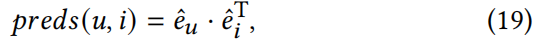 preds(u, i) = ê_u · ê_i^T, (19)